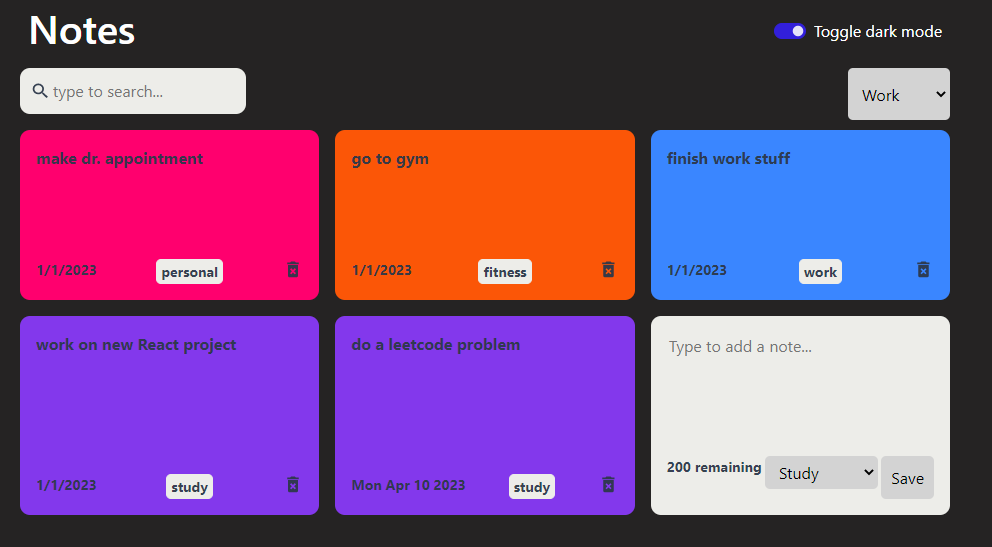 Notes
Toggle dark mode
type to search...
Work
make dr. appointment
1/1/2023
personal
go to gym
1/1/2023
fitness
finish work stuff
1/1/2023
work
work on new React project
1/1/2023
study
do a leetcode problem
Mon Apr 10 2023
study
Type to add a note...
200 remaining
Study
Save